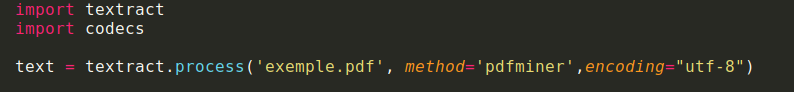 import textract
import codecs
text = textract.process('exemple.pdf', method='pdfminer',encoding="utf-8")